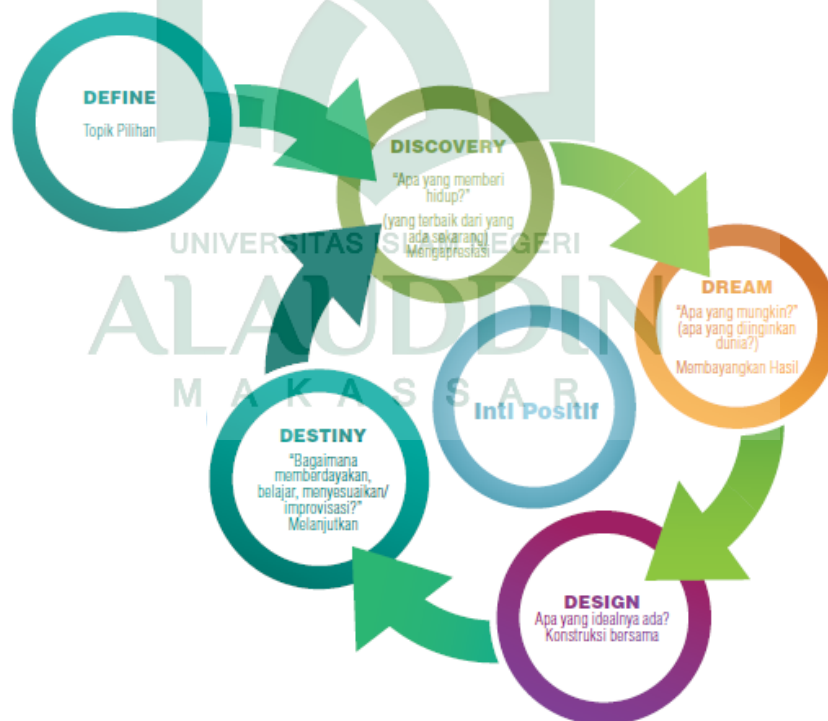 DEFINE
Topik Pilihan
DISCOVERY
"Apa yang memberi
hidup?"
(yang terbaik dari yang
ada sekarang)
Mengapresiasi
UNIVERSITAS ISLAM NEGERI
ALAUDDIN
MAKASSAR
DREAM
"Apa yang mungkin?"
(apa yang diinginkan
dunia?)
Membayangkan Hasil
Inti Positif
DESTINY
"Bagaimana
memberdayakan,
belajar, menyesuaikan/
improvisasi?"
Melanjutkan
DESIGN
Apa yang idealnya ada?
Konstruksi bersama